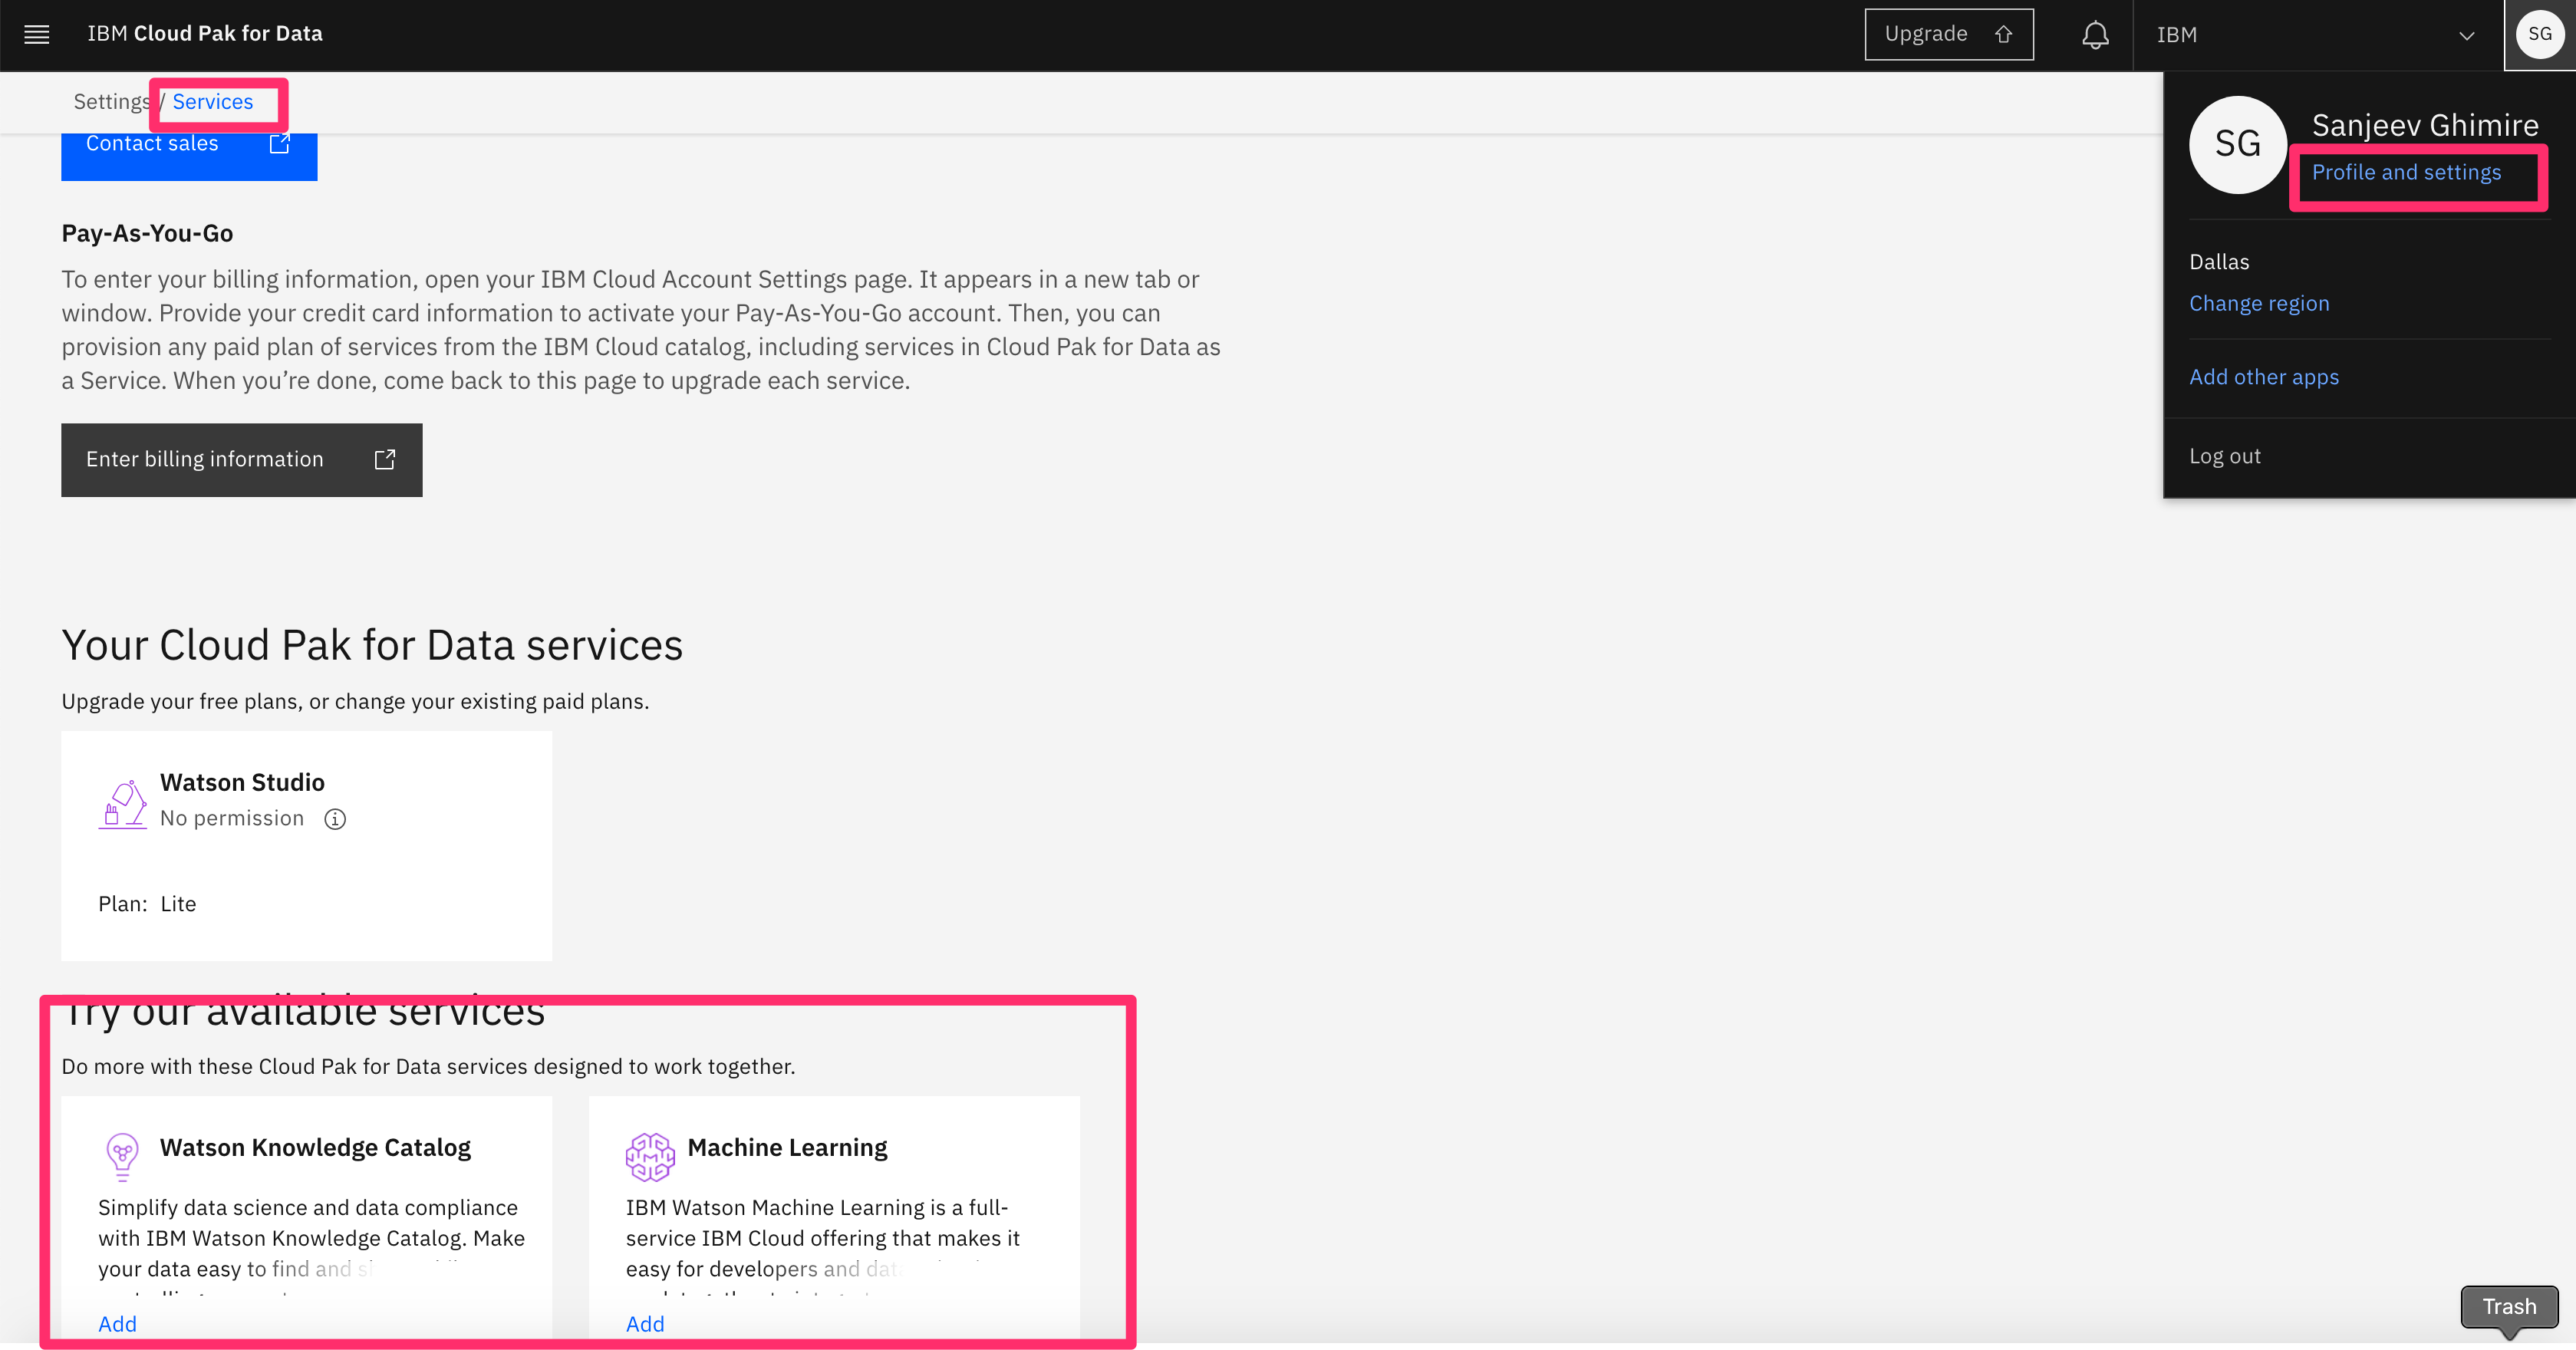 IBM Cloud Pak for Data
Upgrade
IBM
SG
Settings / Services
Contact sales
SG
Sanjeev Ghimire
Profile and settings
Dallas
Change region
Add other apps
Log out
Pay-As-You-Go
To enter your billing information, open your IBM Cloud Account Settings page. It appears in a new tab or
window. Provide your credit card information to activate your Pay-As-You-Go account. Then, you can
provision any paid plan of services from the IBM Cloud catalog, including services in Cloud Pak for Data as
a Service. When you’re done, come back to this page to upgrade each service.
Enter billing information
Your Cloud Pak for Data services
Upgrade your free plans, or change your existing paid plans.
Watson Studio
No permission
Plan: Lite
Try our available services
Do more with these Cloud Pak for Data services designed to work together.
Watson Knowledge Catalog
Simplify data science and data compliance
with IBM Watson Knowledge Catalog. Make
your data easy to find and
Add
Machine Learning
IBM Watson Machine Learning is a full-
service IBM Cloud offering that makes it
easy for developers and data
Add
Trash